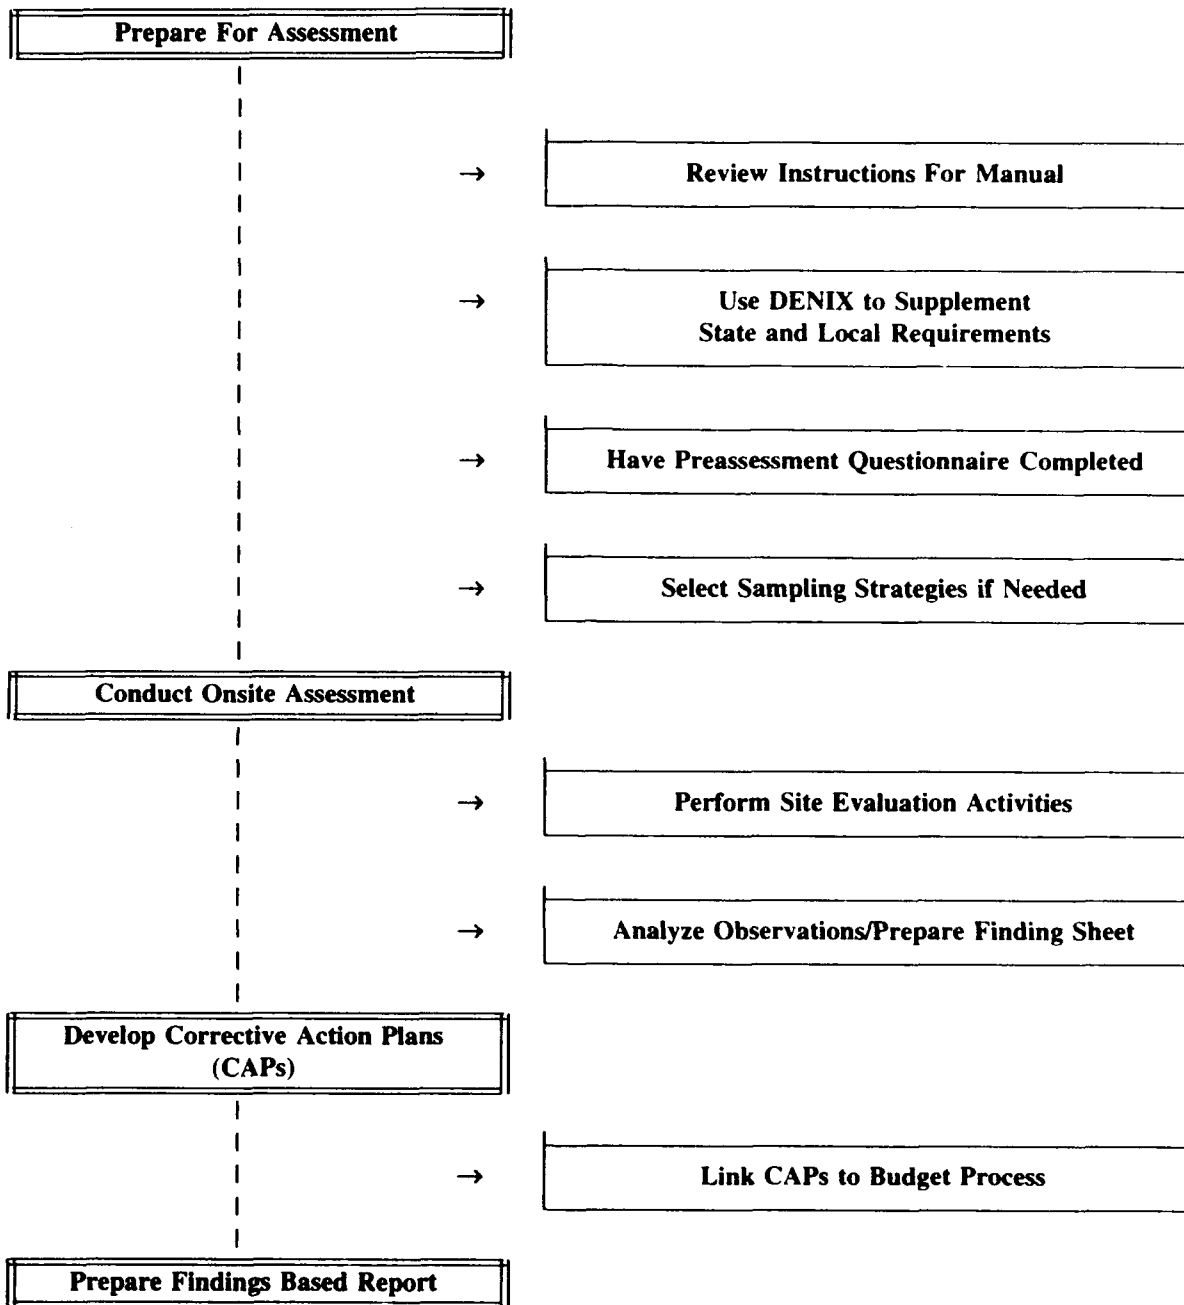 Prepare For Assessment
→ Review Instructions For Manual
→ Use DENIX to Supplement
State and Local Requirements
→ Have Preassessment Questionnaire Completed
→ Select Sampling Strategies if Needed
Conduct Onsite Assessment
→ Perform Site Evaluation Activities
→ Analyze Observations/Prepare Finding Sheet
Develop Corrective Action Plans
(CAPs)
→ Link CAPs to Budget Process
Prepare Findings Based Report